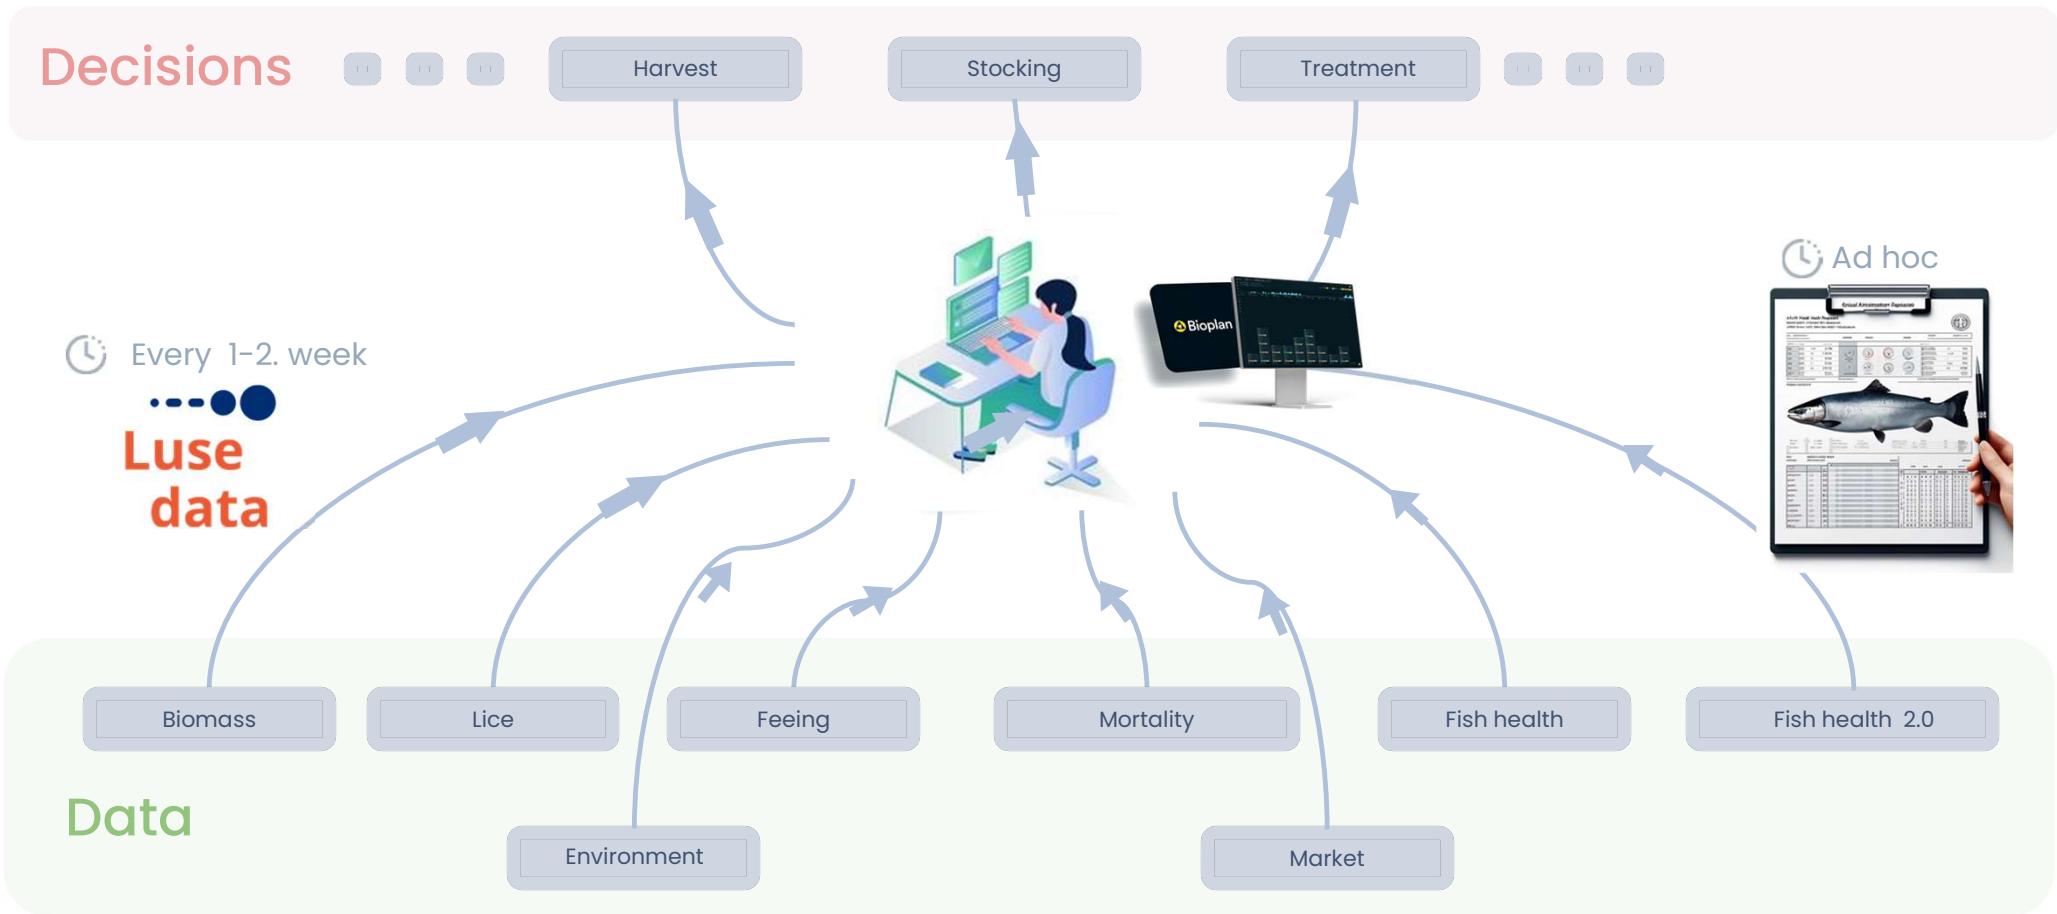 Decisions
Harvest
Stocking
Treatment
Ad hoc
Every 1-2. week
Bioplan
Luse
data
Biomass
Lice
Feeing
Mortality
Fish health
Fish health 2.0
Data
Environment
Market